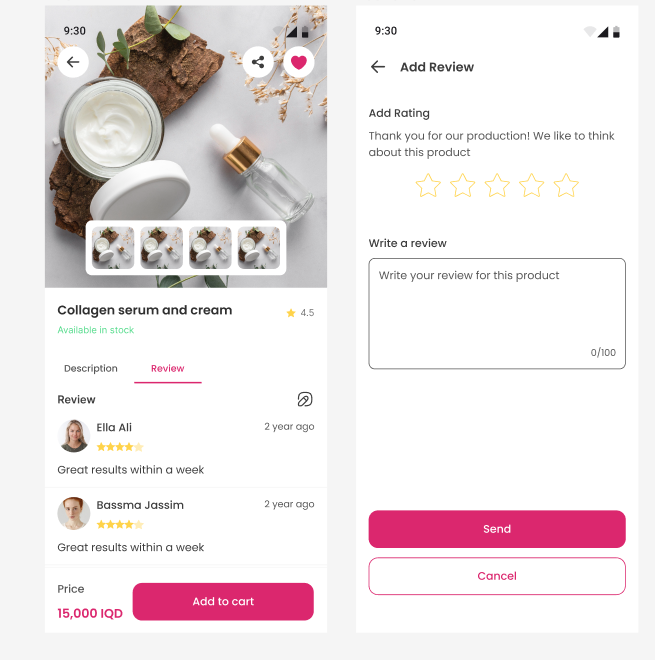 9:30
Collagen serum and cream
4.5
Available in stock
Description
Review
Review
Ella Ali
2 year ago
Great results within a week
Bassma Jassim
2 year ago
Great results within a week
Price
15,000 IQD
Add to cart
9:30
Add Review
Add Rating
Thank you for our production! We like to think
about this product
Write a review
Write your review for this product
0/100
Send
Cancel